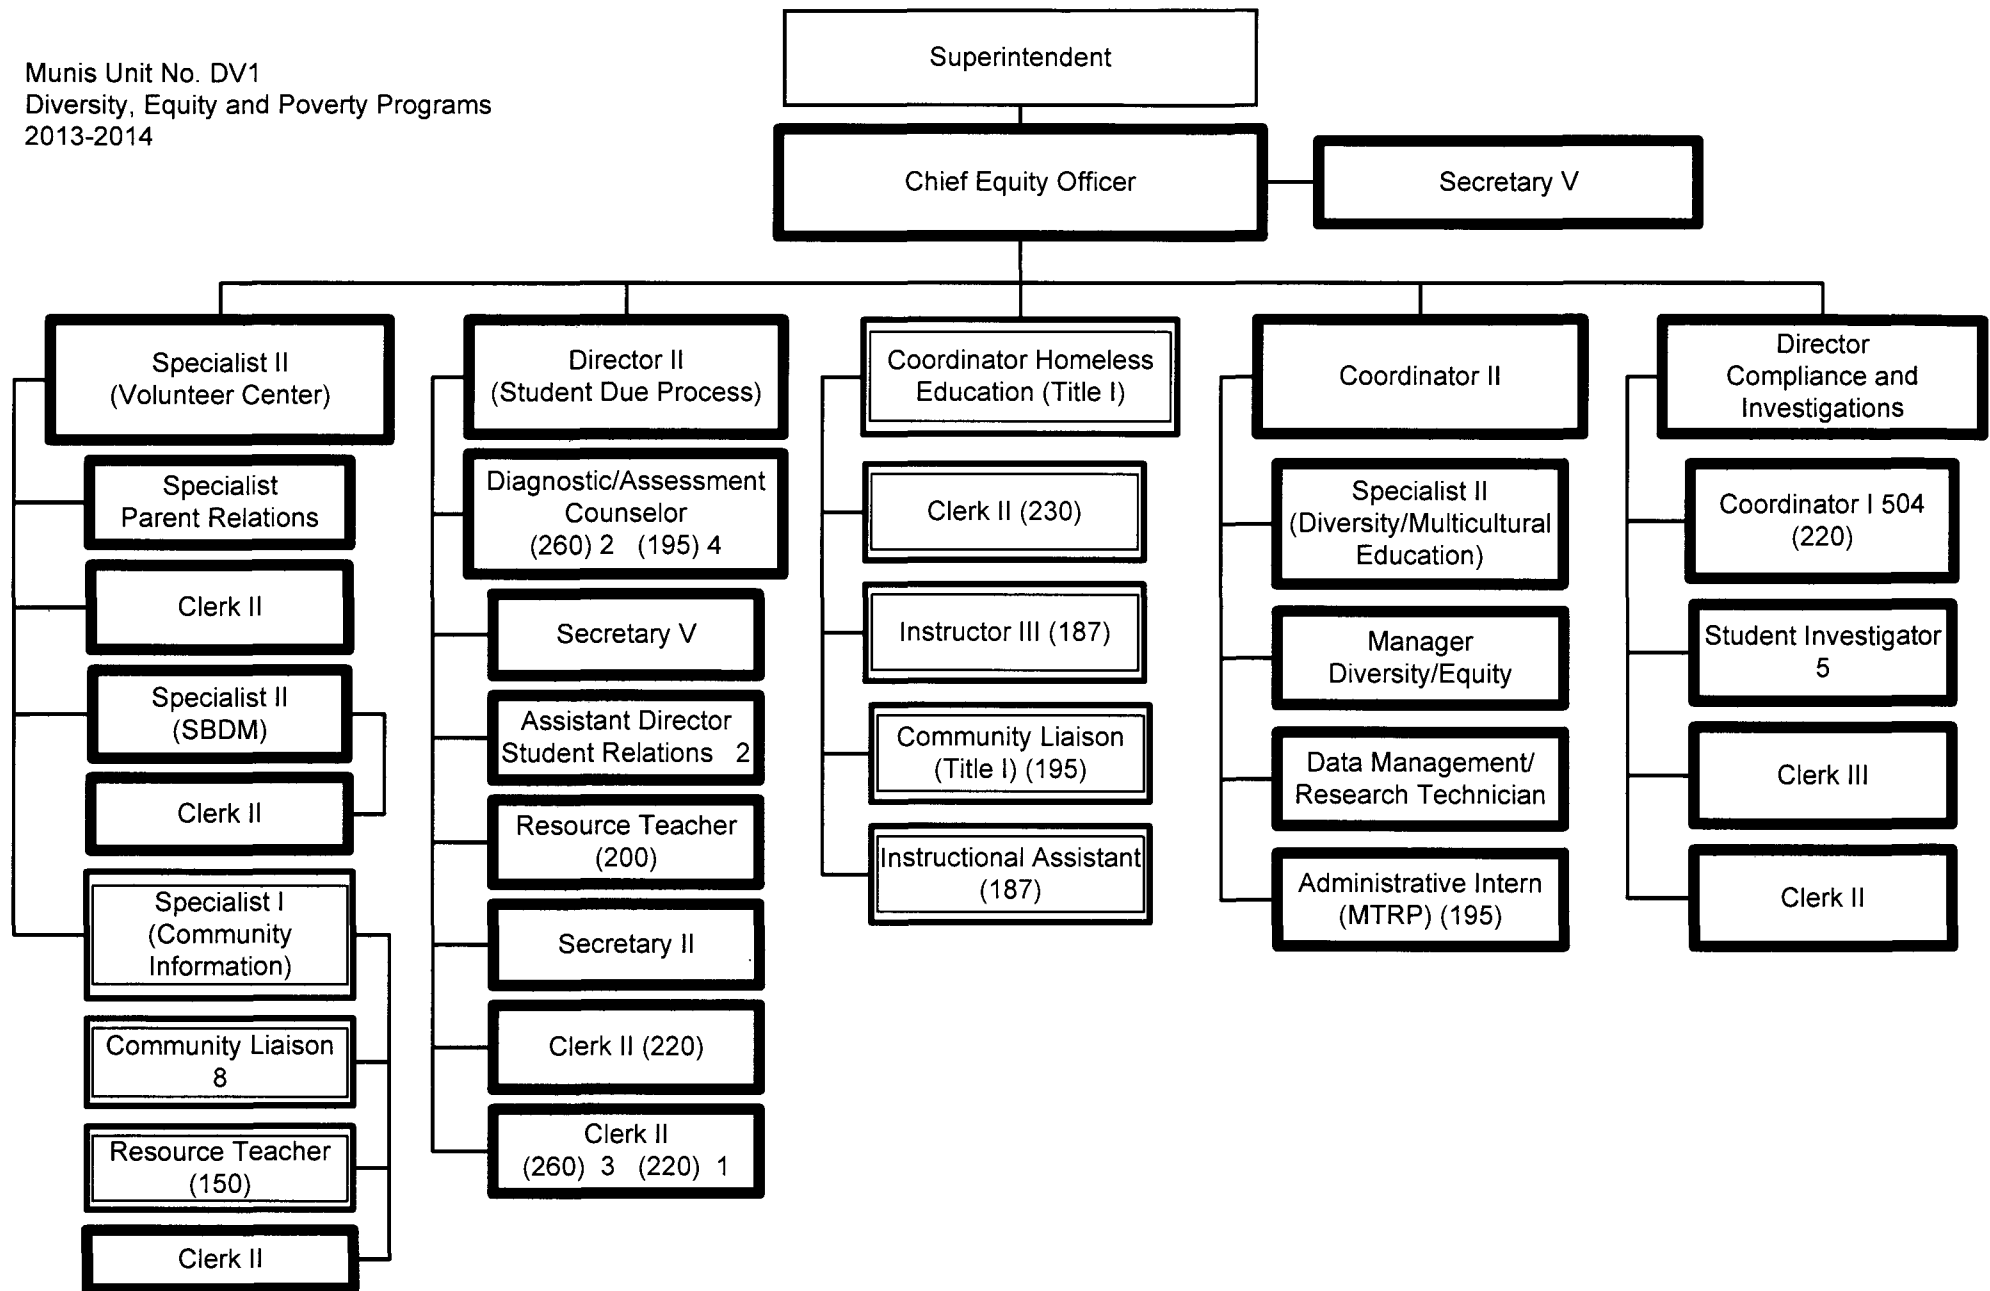 Munis Unit No. DV1
Diversity, Equity and Poverty Programs
2013-2014
Superintendent
Chief Equity Officer
Secretary V
Specialist II
(Volunteer Center)
Specialist
Parent Relations
Clerk II
Specialist II
(SBDM)
Clerk II
Specialist I
(Community
Information)
Community Liaison
8
Resource Teacher
(150)
Clerk II
Director II
(Student Due Process)
Diagnostic/Assessment
Counselor
(260) 2 (195) 4
Secretary V
Assistant Director
Student Relations 2
Resource Teacher
(200)
Secretary II
Clerk II (220)
Clerk II
(260) 3 (220) 1
Coordinator Homeless
Education (Title I)
Clerk II (230)
Instructor III (187)
Community Liaison
(Title I) (195)
Instructional Assistant
(187)
Coordinator II
Specialist II
(Diversity/Multicultural
Education)
Manager
Diversity/Equity
Data Management/
Research Technician
Administrative Intern
(MTRP) (195)
Director
Compliance and
Investigations
Coordinator I 504
(220)
Student Investigator
5
Clerk III
Clerk II